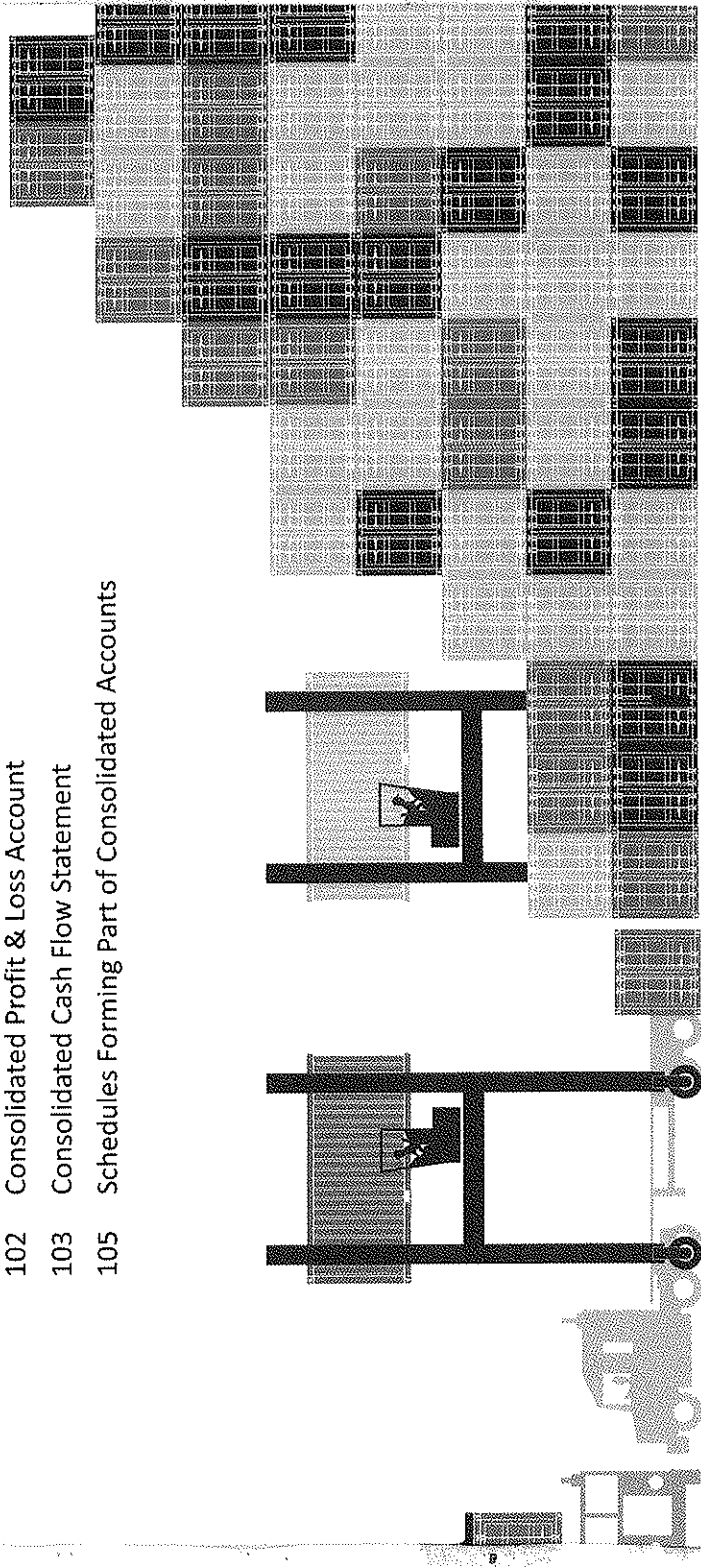 102 Consolidated Profit & Loss Account
103 Consolidated Cash Flow Statement
105 Schedules Forming Part of Consolidated Accounts